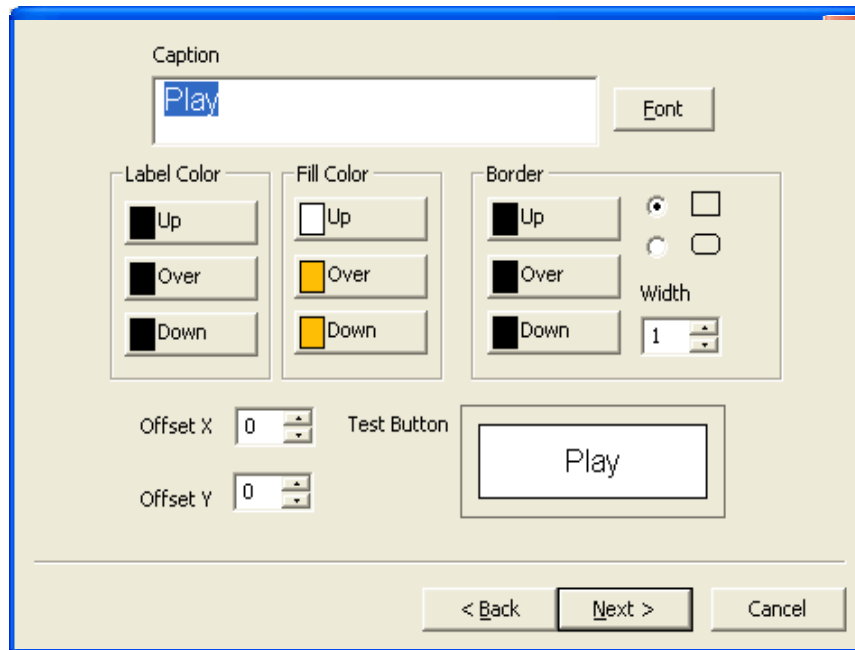 Caption
Play
Font
Label Color
Fill Color
Border
Up
Up
Up
Over
Over
Over
Width
Down
Down
Down
1
Offset X
0
Test Button
Play
Offset Y
0
< Back
Next >
Cancel